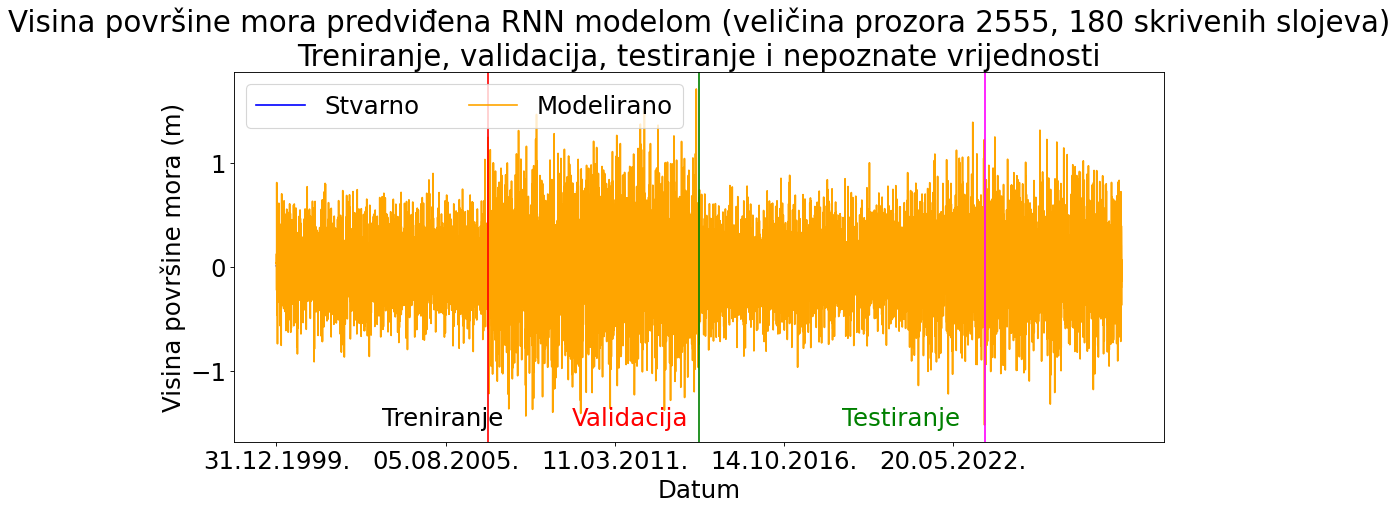 Visina površine mora predviđena RNN modelom (veličina prozora 2555, 180 skrivenih slojeva)
Treniranje, validacija, testiranje i nepoznate vrijednosti
Stvarno Modelirano
Visina površine mora (m)
1
0
−1
Treniranje Validacija Testiranje
31.12.1999. 05.08.2005. 11.03.2011. 14.10.2016. 20.05.2022.
Datum